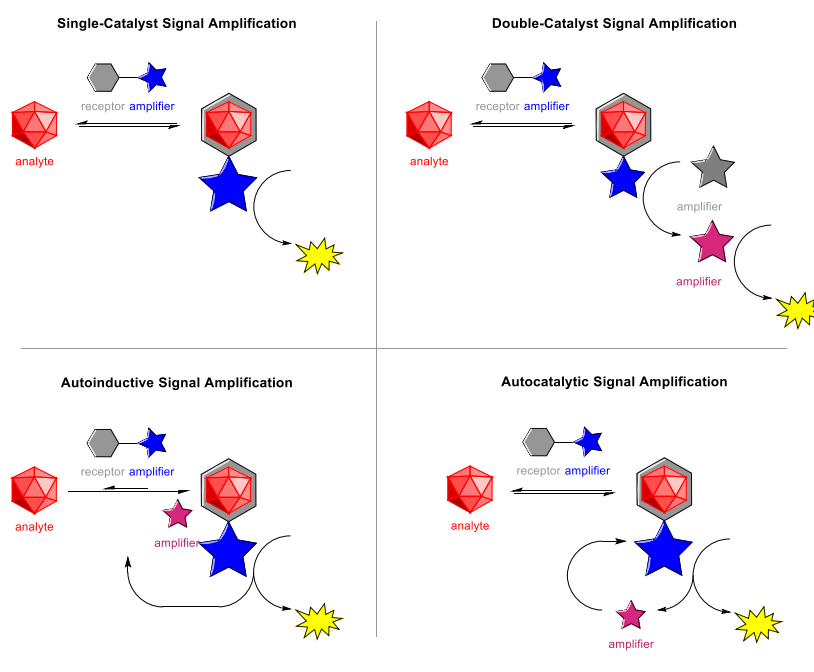 Single-Catalyst Signal Amplification
receptor amplifier
analyte
Double-Catalyst Signal Amplification
receptor amplifier
analyte
amplifier
amplifier
Autoinductive Signal Amplification
receptor amplifier
analyte
amplifier
Autocatalytic Signal Amplification
receptor amplifier
analyte
amplifier